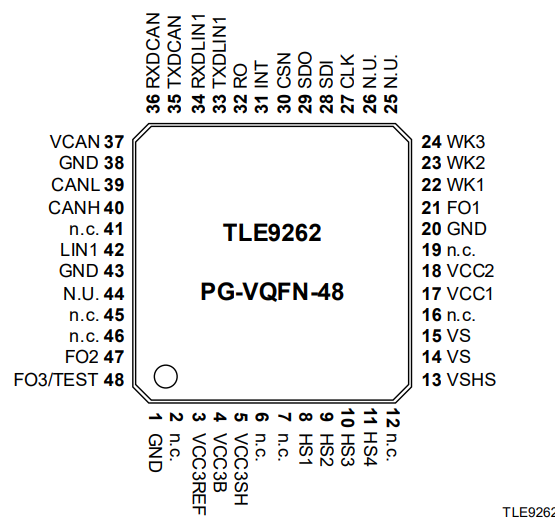 36 RXDCAN
35 TXDCAN
34 RXDLIN1
33 TXDLIN1
32 RO
31 INT
30 CSN
29 SDO
28 SDI
27 CLK
26 N.U.
25 N.U.
VCAN 37
GND 38
CANL 39
CANH 40
n.c. 41
LIN1 42
GND 43
N.U. 44
n.c. 45
n.c. 46
FO2 47
FO3/TEST 48
TLE9262
PG-VQFN-48
24 WK3
23 WK2
22 WK1
21 FO1
20 GND
19 n.c.
18 VCC2
17 VCC1
16 n.c.
15 VS
14 VS
13 VSHS
1 GND
2 n.c.
3 VCC3REF
4 VCC3B
5 VCC3SH
6 n.c.
7 n.c.
8 HS1
9 HS2
10 HS3
11 HS4
12 n.c.
TLE9262